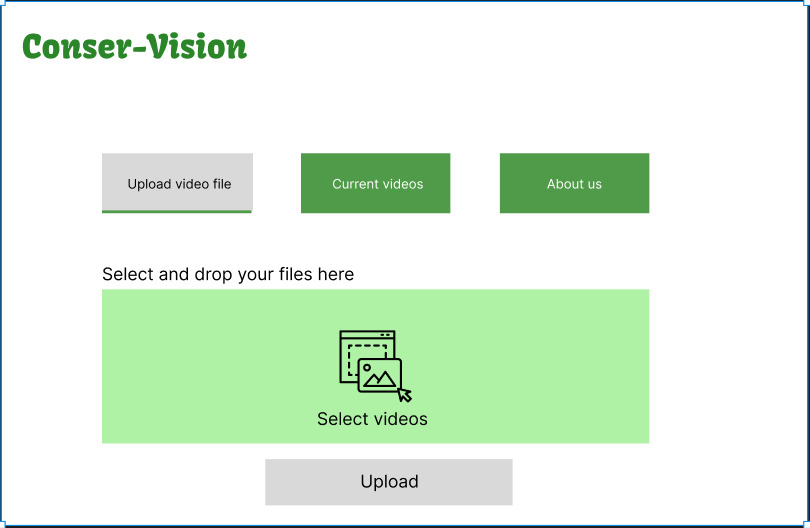 Conser-Vision
Upload video file
Current videos
About us
Select and drop your files here
Select videos
Upload